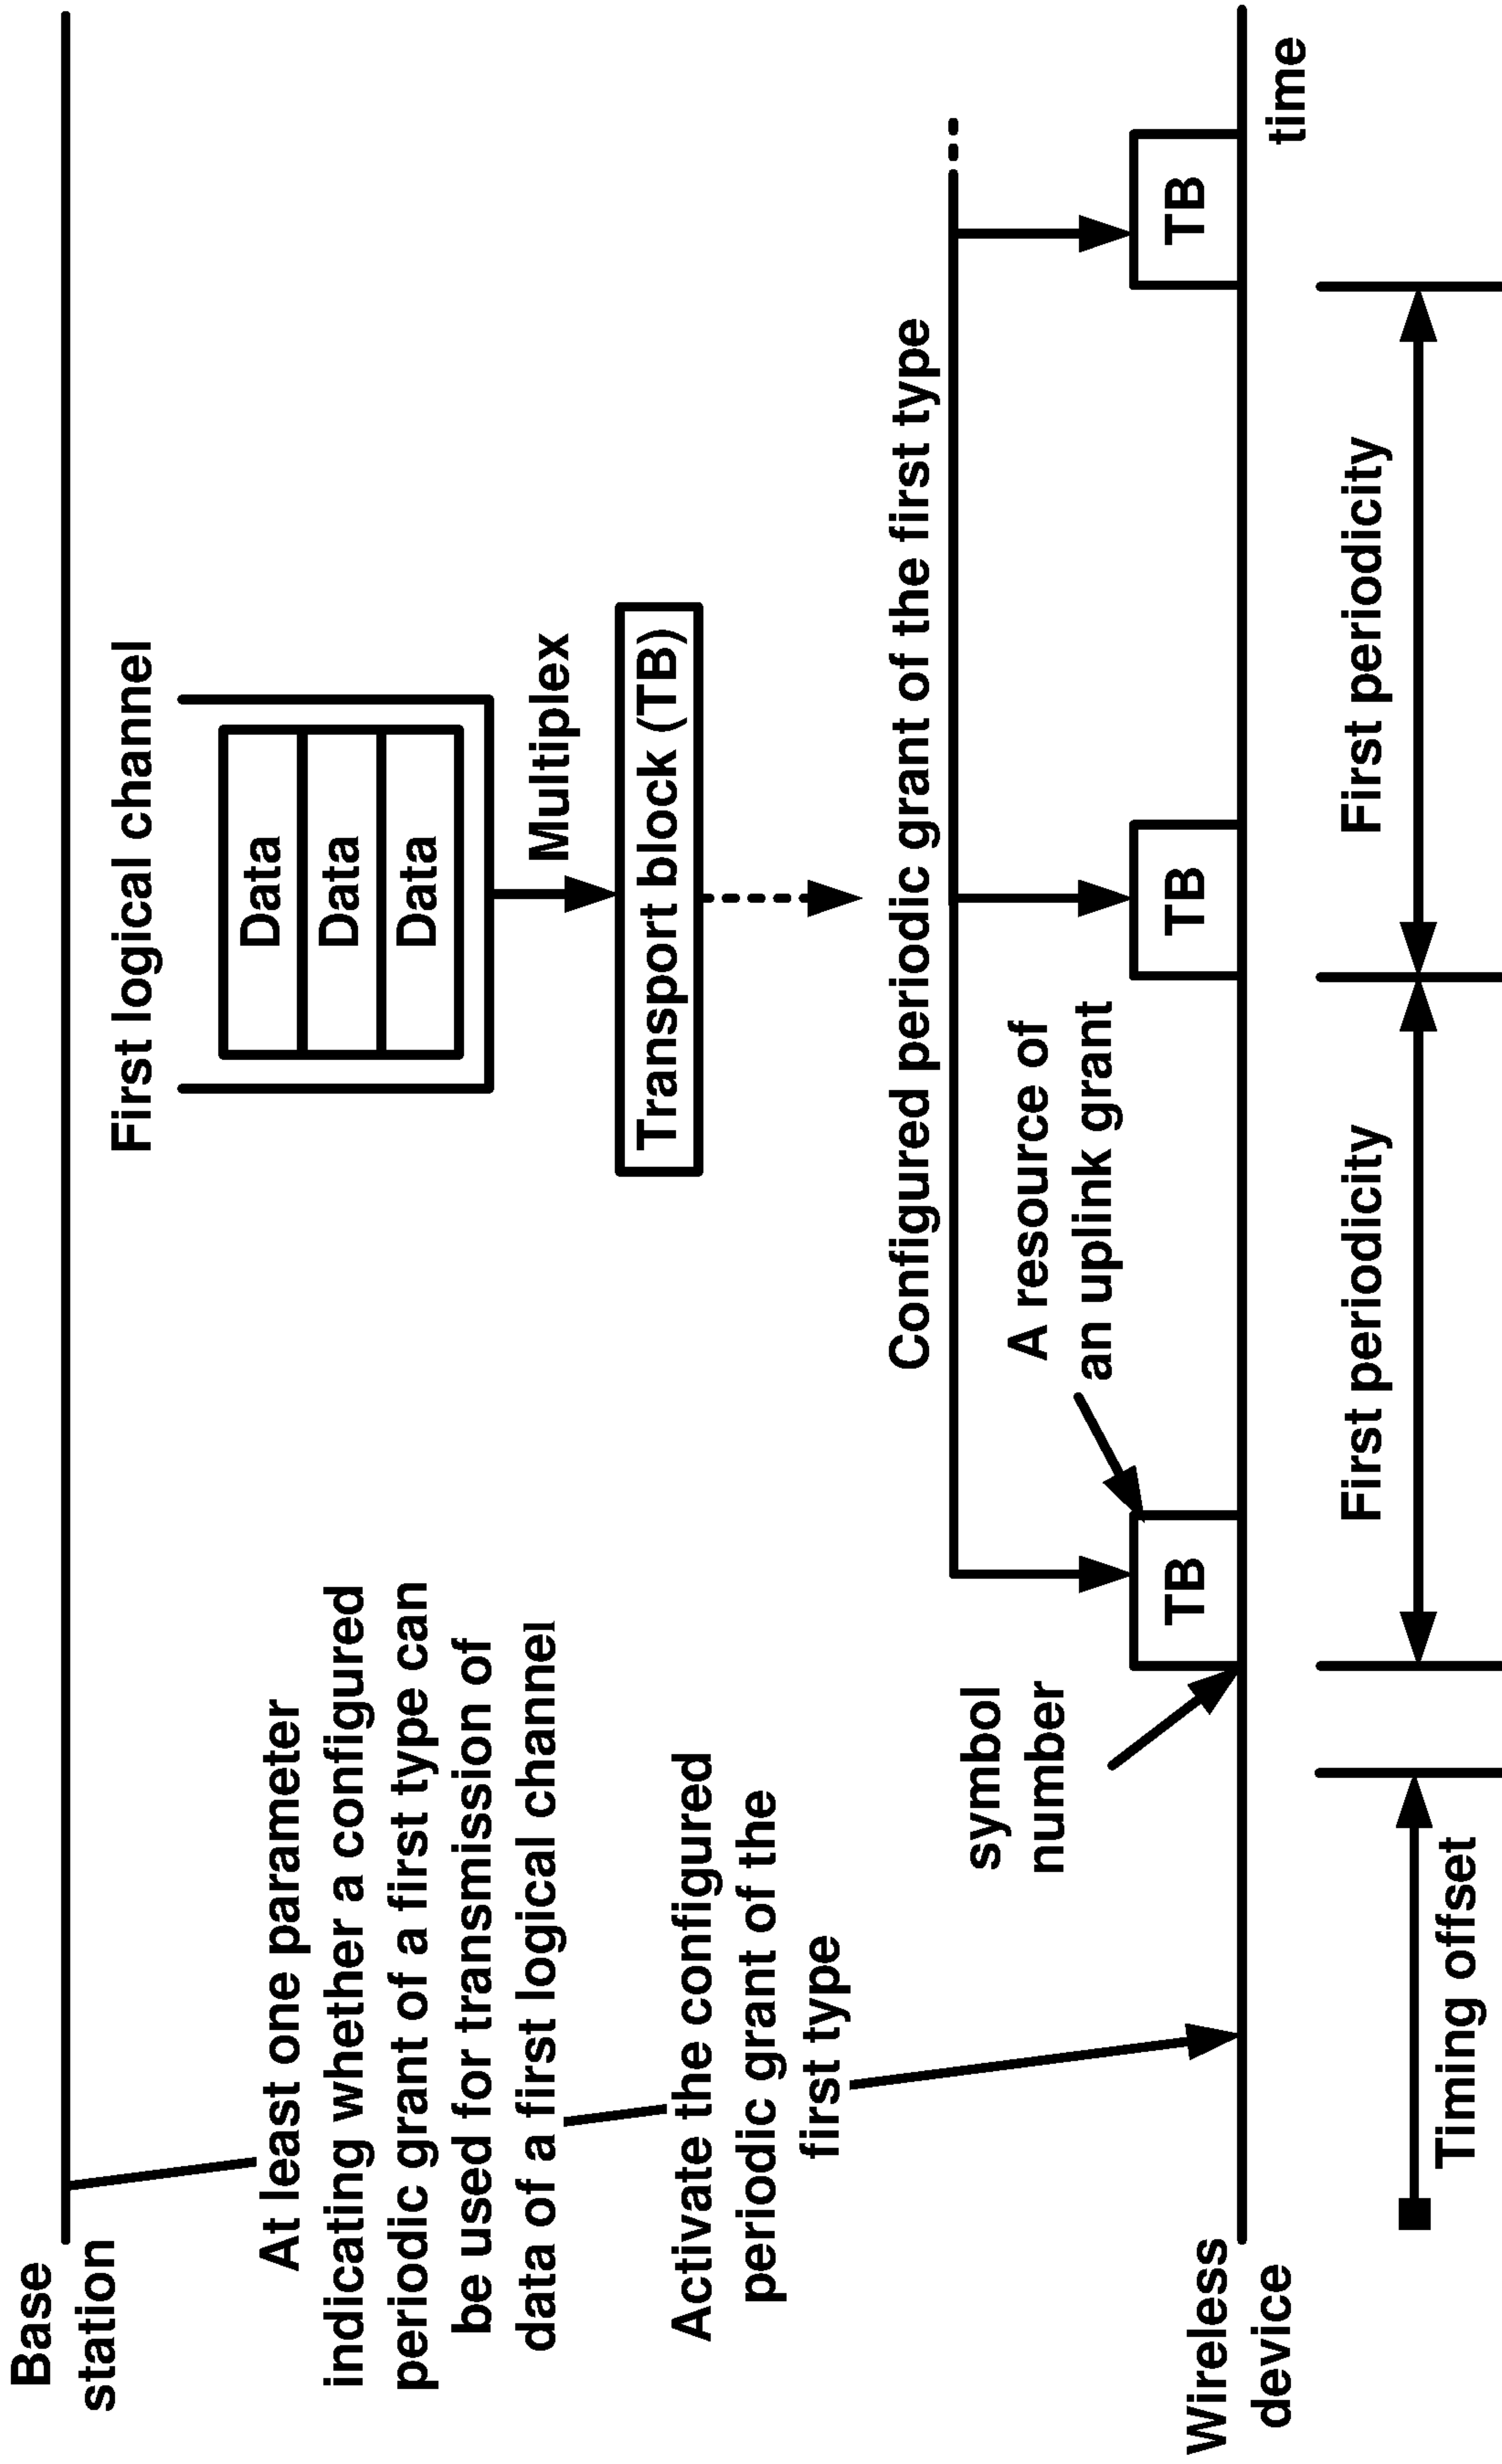 Base
station
At least one parameter
indicating whether a configured
periodic grant of a first type can
be used for transmission of
data of a first logical channel
Activate the configured
periodic grant of the
first type
First logical channel
Data
Data
Data
Multiplex
Transport block (TB)
Configured periodic grant of the first type
symbol
number
A resource of
an uplink grant
TB
TB
TB
Wireless
device
time
Timing offset
First periodicity
First periodicity